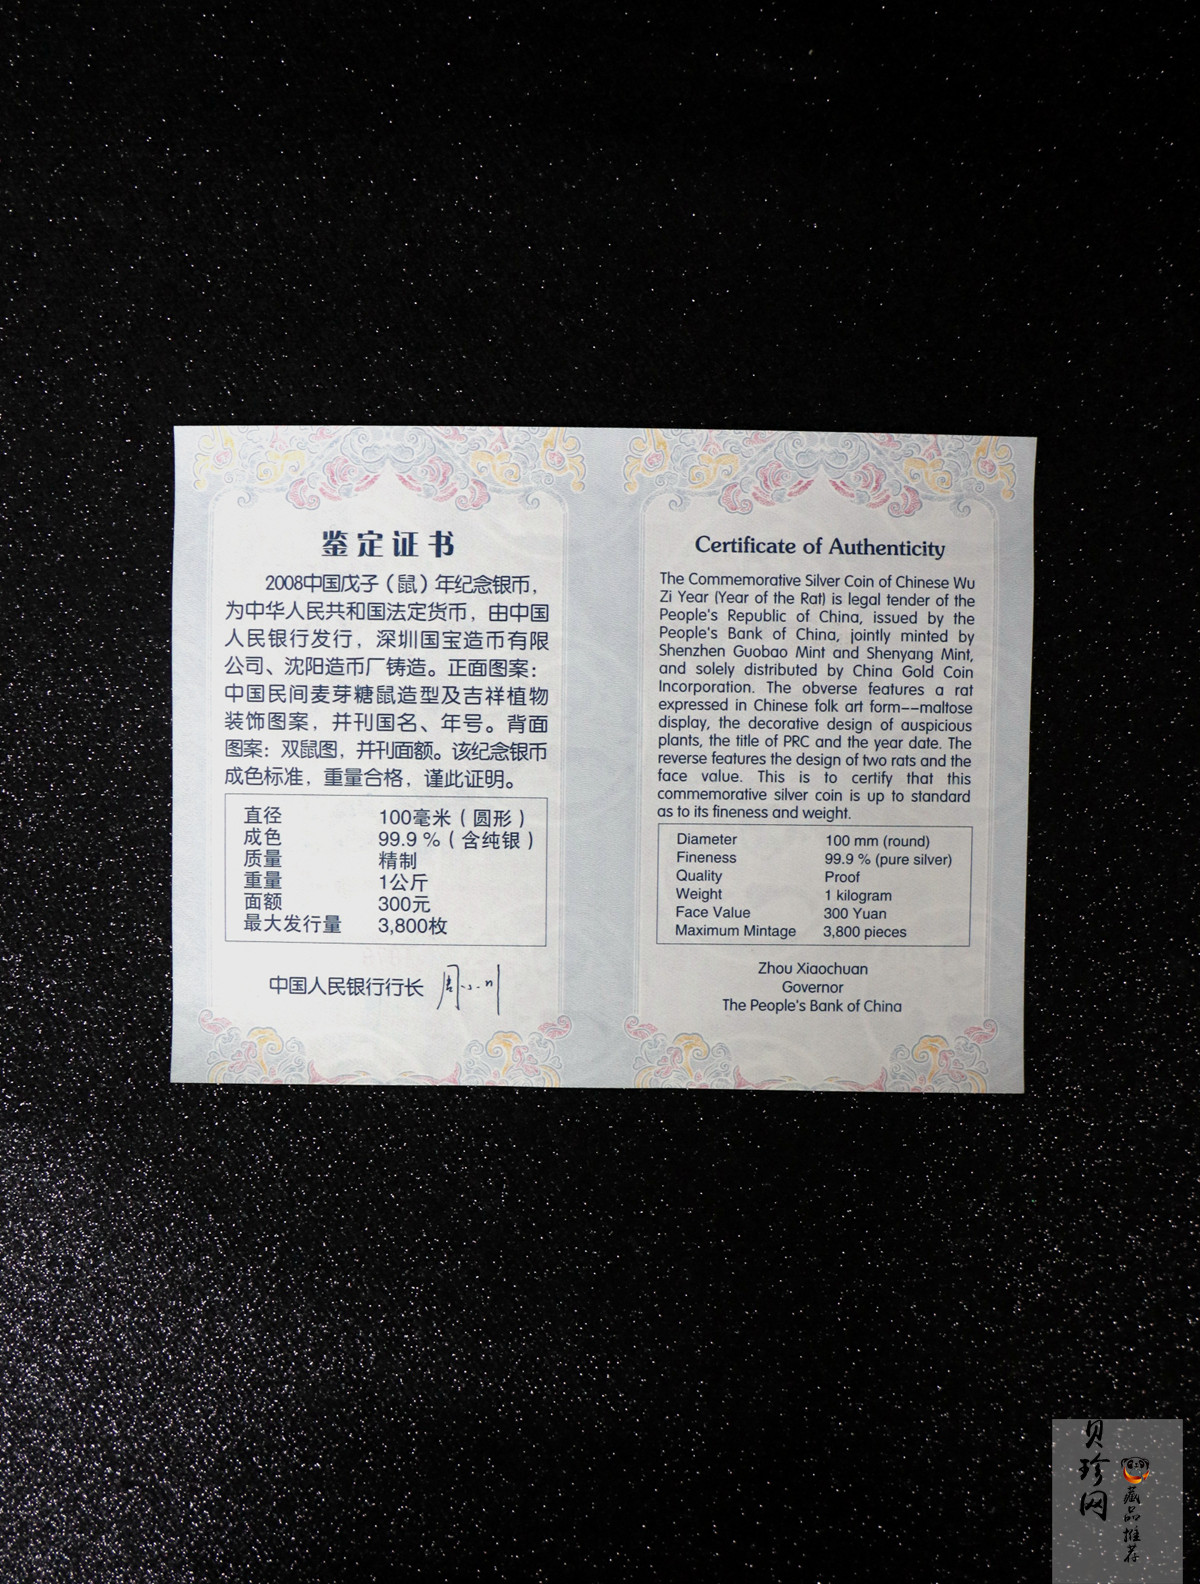 鉴定证书
2008中国戊子（鼠）年纪念银币，
为中华人民共和国法定货币，由中国
人民银行发行，深圳国宝造币有限
公司、沈阳造币厂铸造。正面图案：
中国民间麦芽糖鼠造型及吉祥植物
装饰图案，并刊国名、年号。背面
图案：双鼠图，并刊面额。该纪念银币
成色标准，重量合格，谨此证明。
直径 100毫米（圆形）
成色 99.9 %（含纯银）
质量 精制
重量 1公斤
面额 300元
最大发行量 3,800枚
中国人民银行行长 周小川
Certificate of Authenticity
The Commemorative Silver Coin of Chinese Wu
Zi Year (Year of the Rat) is legal tender of the
People's Republic of China, issued by the
People's Bank of China, jointly minted by
Shenzhen Guobao Mint and Shenyang Mint,
and solely distributed by China Gold Coin
Incorporation. The obverse features a rat
expressed in Chinese folk art form--maltose
display, the decorative design of auspicious
plants, the title of PRC and the year date. The
reverse features the design of two rats and the
face value. This is to certify that this
commemorative silver coin is up to standard
as to its fineness and weight.
Diameter 100 mm (round)
Fineness 99.9 % (pure silver)
Quality Proof
Weight 1 kilogram
Face Value 300 Yuan
Maximum Mintage 3,800 pieces
Zhou Xiaochuan
Governor
The People's Bank of China
贝珍网
藏品推荐